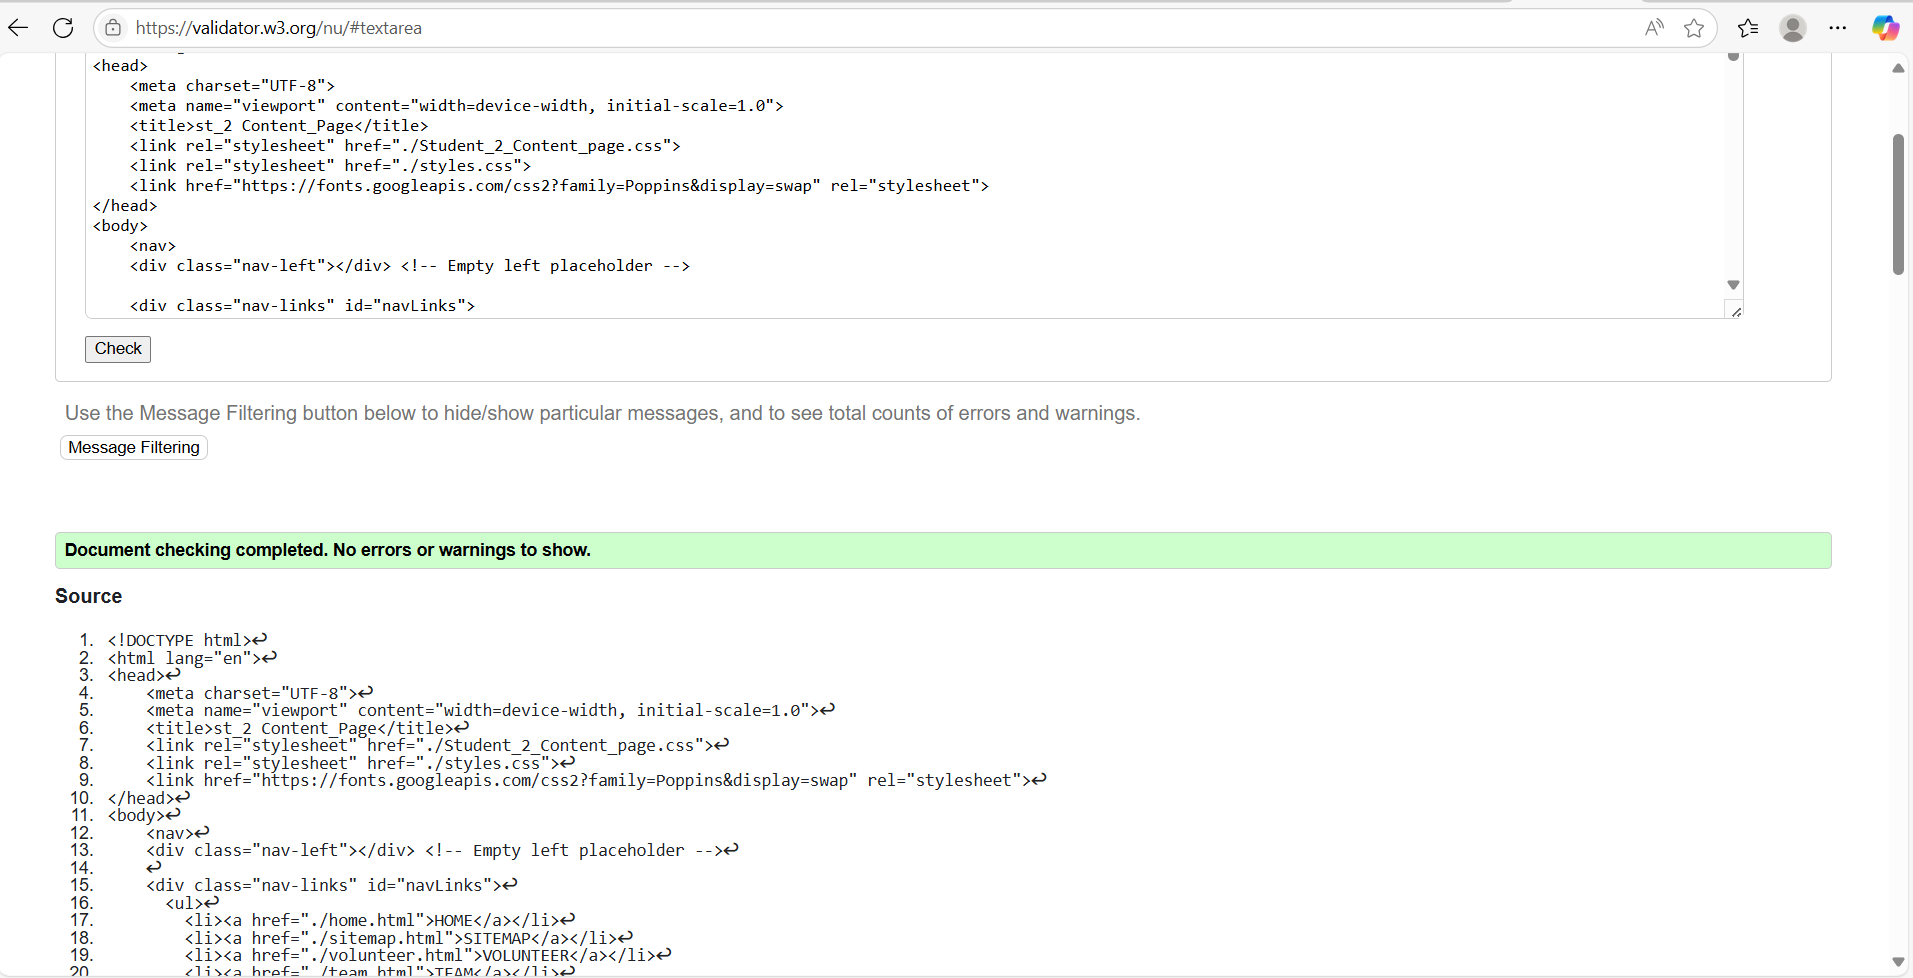 https://validator.w3.org/nu/#textarea
<head>
    <meta charset="UTF-8">
    <meta name="viewport" content="width=device-width, initial-scale=1.0">
    <title>st_2 Content_Page</title>
    <link rel="stylesheet" href="./Student_2_Content_page.css">
    <link rel="stylesheet" href="./styles.css">
    <link href="https://fonts.googleapis.com/css2?family=Poppins&display=swap" rel="stylesheet">
</head>
<body>
    <nav>
    <div class="nav-left"></div> <!-- Empty left placeholder -->
    <div class="nav-links" id="navLinks">
Check
Use the Message Filtering button below to hide/show particular messages, and to see total counts of errors and warnings.
Message Filtering
Document checking completed. No errors or warnings to show.
Source
1. <!DOCTYPE html>↩
2. <html lang="en">↩
3. <head>↩
4.     <meta charset="UTF-8">↩
5.     <meta name="viewport" content="width=device-width, initial-scale=1.0">↩
6.     <title>st_2 Content_Page</title>↩
7.     <link rel="stylesheet" href="./Student_2_Content_page.css">↩
8.     <link rel="stylesheet" href="./styles.css">↩
9.     <link href="https://fonts.googleapis.com/css2?family=Poppins&display=swap" rel="stylesheet">↩
10. </head>↩
11. <body>↩
12.     <nav>↩
13.     <div class="nav-left"></div> <!-- Empty left placeholder -->↩
14.     ↩
15.     <div class="nav-links" id="navLinks">↩
16.       <ul>↩
17.         <li><a href="./home.html">HOME</a></li>↩
18.         <li><a href="./sitemap.html">SITEMAP</a></li>↩
19.         <li><a href="./volunteer.html">VOLUNTEER</a></li>↩
20.         <li><a href="./team.html">TEAM</a></li>↩